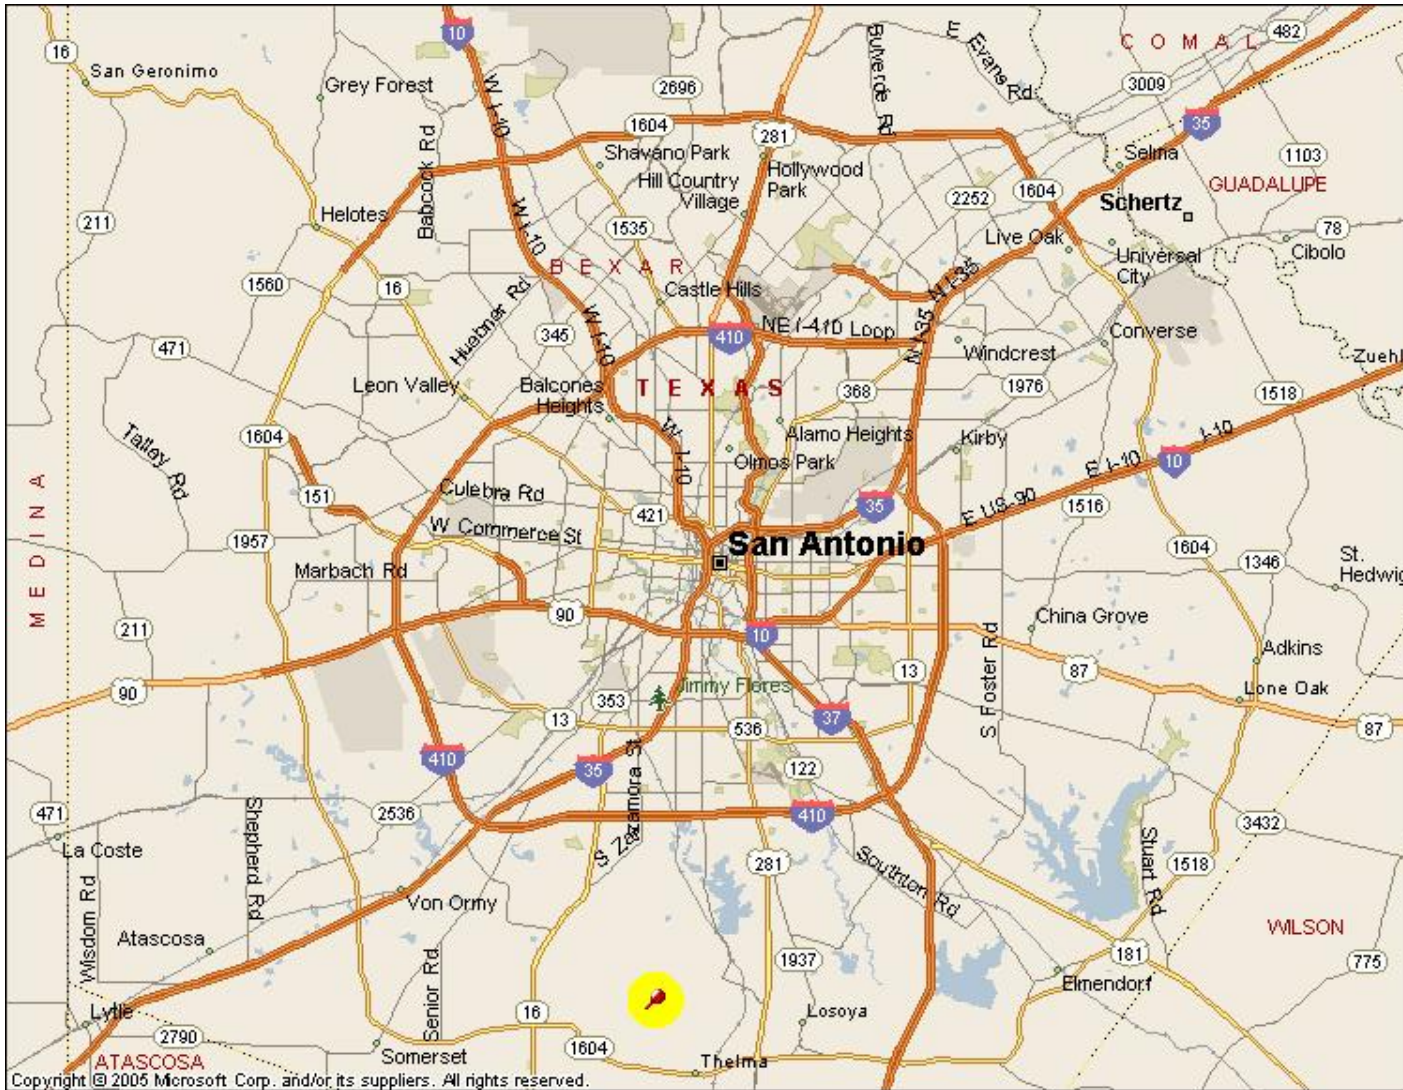 10
16
San Geronimo
Grey Forest
W I-10
2696
Bulverde Rd
E Evans Rd
COMAL
482
3009
35
1604
281
Shavano Park
Hill Country
Village
Hollywood
Park
Babcock Rd
Selma
1103
GUADALUPE
1604
2252
Schertz
211
Helotes
W I-10
1535
Live Oak
Universal
City
78
Cibolo
BEXAR
1560
16
Castle Hills
N I-35
Huebner Rd
345
W I-10
410
NE I-410 Loop
N I-35
Windcrest
Converse
471
Leon Valley
Balcones
Heights
TEXAS
368
1976
Zuehl
1518
1604
Talley Rd
W I-10
Alamo Heights
Olmos Park
Kirby
I-10
10
E I-10
MEDINA
151
Culebra Rd
421
35
E US-90
1516
W Commerce St
San Antonio
1957
Marbach Rd
1604
1346
St.
Hedwig
211
90
10
China Grove
S Foster Rd
Adkins
13
87
90
353
Jimmy Flores
Lone Oak
13
37
536
87
410
35
122
S Zarzamora St
410
471
Shepherd Rd
2536
3432
La Coste
281
Southton Rd
Stuart Rd
1518
Wisdom Rd
Von Ormy
Atascosa
WILSON
Senior Rd
1937
181
775
Elmendorf
Lytle
16
Losoya
2790
ATASCOSA
Somerset
1604
Thelma
Copyright © 2005 Microsoft Corp. and/or its suppliers. All rights reserved.